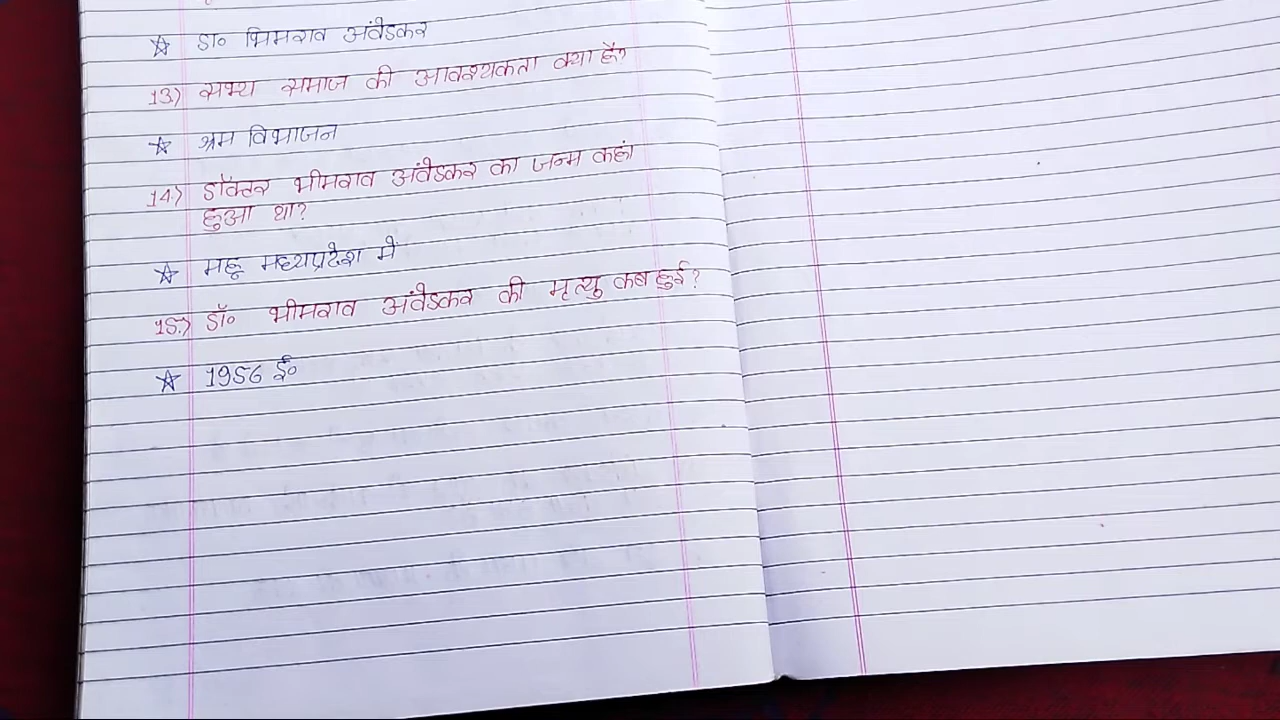 ☆ डा० भिमराव अंवेडकर
13) सभ्य समाज की आवश्यकता क्या है?
☆ श्रम विभाजन
14) डॉक्टर भीमराव अंवेडकर का जन्म कहां
हुआ था?
☆ महू मध्यप्रदेश में
15) डॉ० भीमराव अंवेडकर की मृत्यु कब हुई?
☆ 1956 ई०